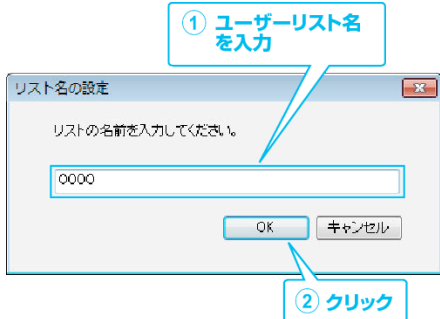 ① ユーザーリスト名
を入力
リスト名の設定
リストの名前を入力してください。
○○○○
OK
キャンセル
② クリック